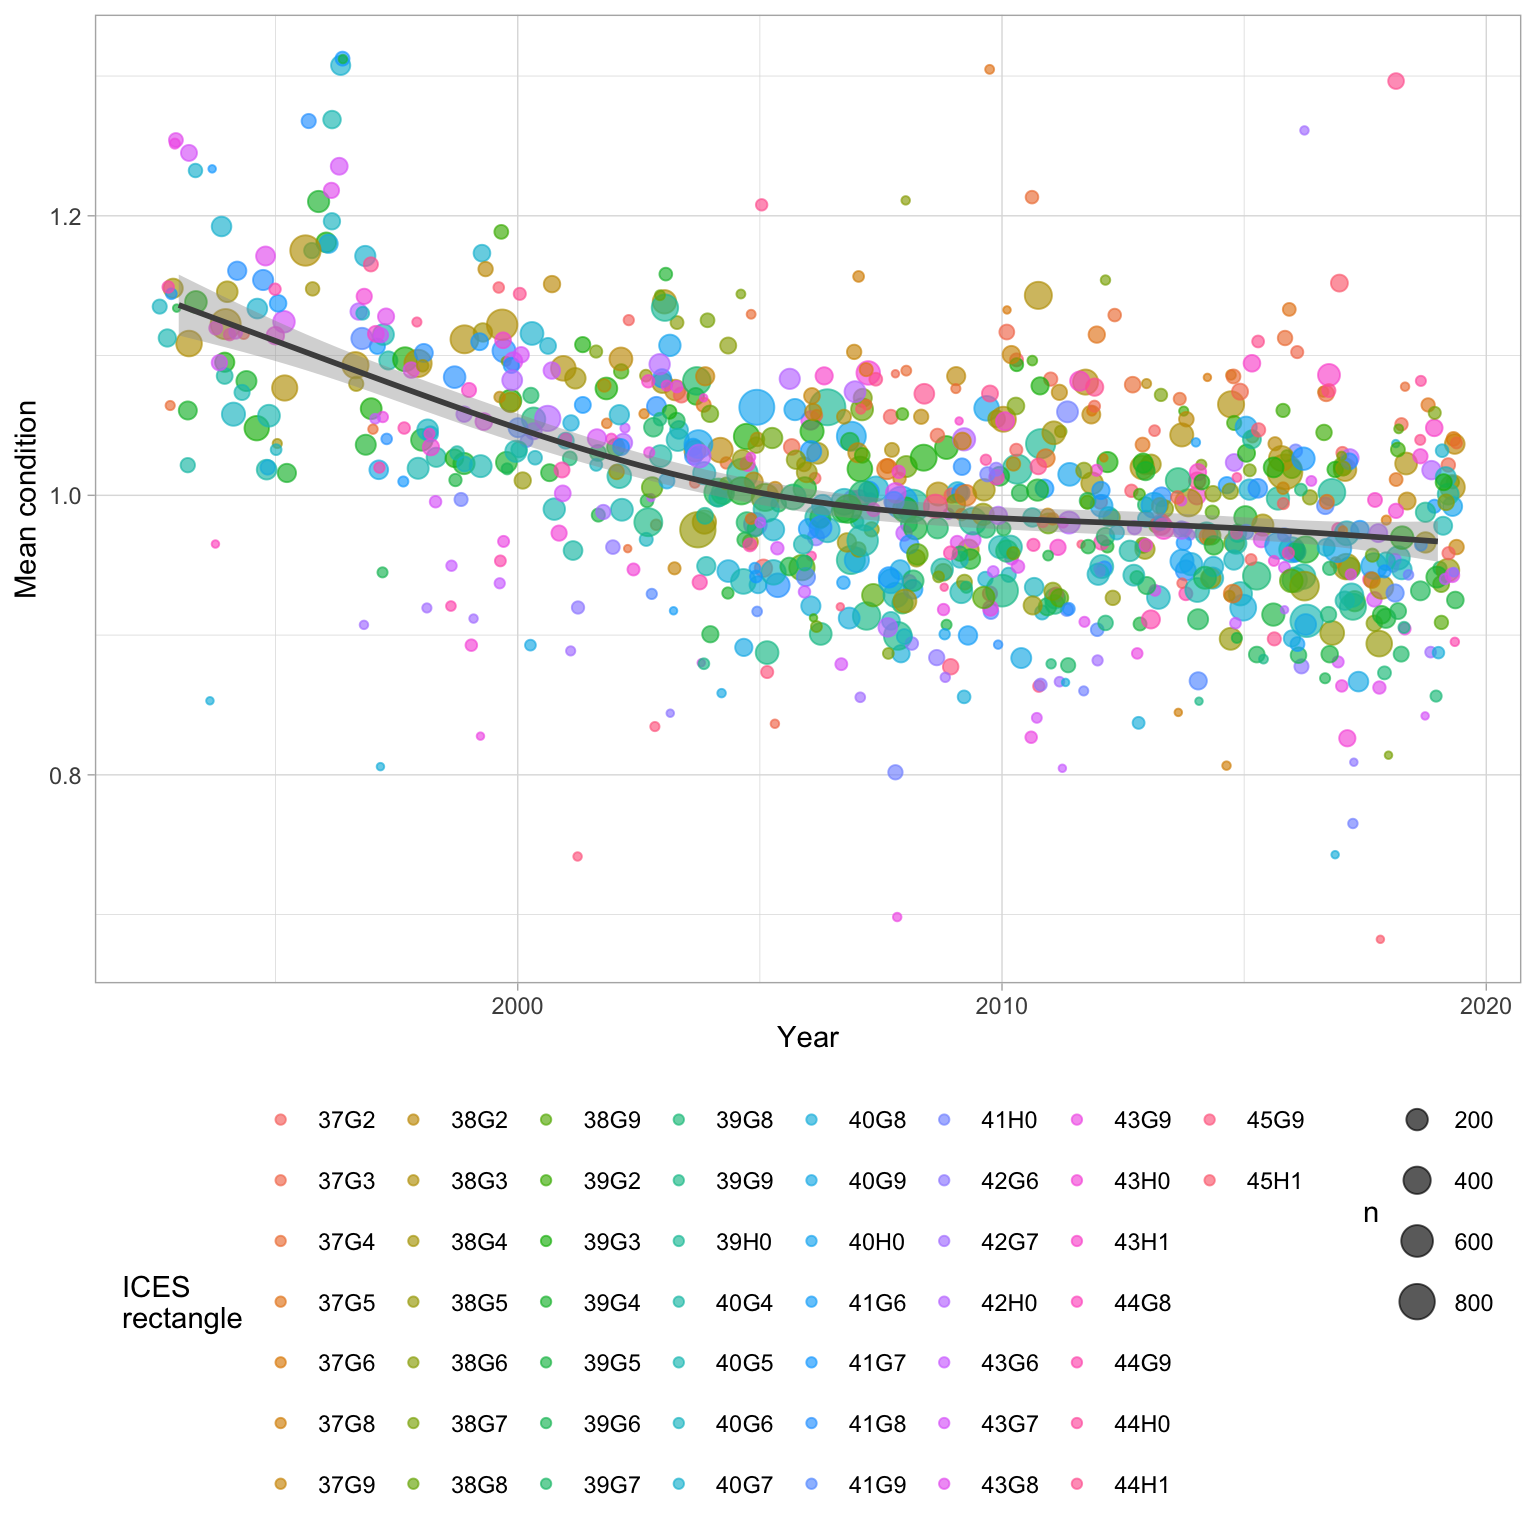 1.2
1.0
0.8
Mean condition
2000 2010 2020
Year
ICES
rectangle
37G2 38G2 38G9 39G8 40G8 41H0 43G9 45G9
37G3 38G3 39G2 39G9 40G9 42G6 43H0 45H1
37G4 38G4 39G3 39H0 40H0 42G7 43H1
37G5 38G5 39G4 40G4 41G6 42H0 44G8
37G6 38G6 39G5 40G5 41G7 43G6 44G9
37G8 38G7 39G6 40G6 41G8 43G7 44H0
37G9 38G8 39G7 40G7 41G9 43G8 44H1
n
200
400
600
800